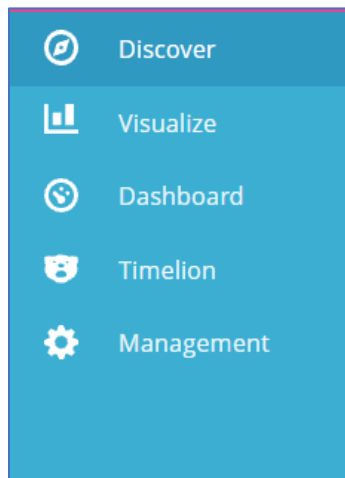 Discover
Visualize
Dashboard
Timelion
Management